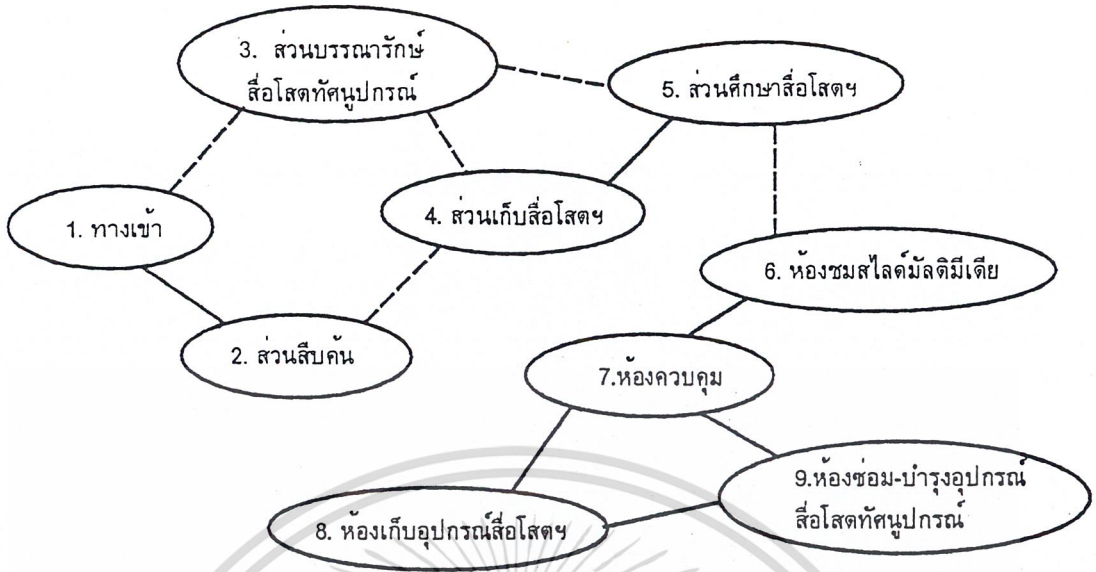 3. ส่วนบรรณารักษ์
สื่อโสตทัศนูปกรณ์
5. ส่วนศึกษาสื่อโสตฯ
4. ส่วนเก็บสื่อโสตฯ
1. ทางเข้า
6. ห้องชมสไลด์มัลติมีเดีย
2. ส่วนสืบค้น
7.ห้องควบคุม
9.ห้องซ่อม-บำรุงอุปกรณ์
สื่อโสตทัศนูปกรณ์
8. ห้องเก็บอุปกรณ์สื่อโสตฯ